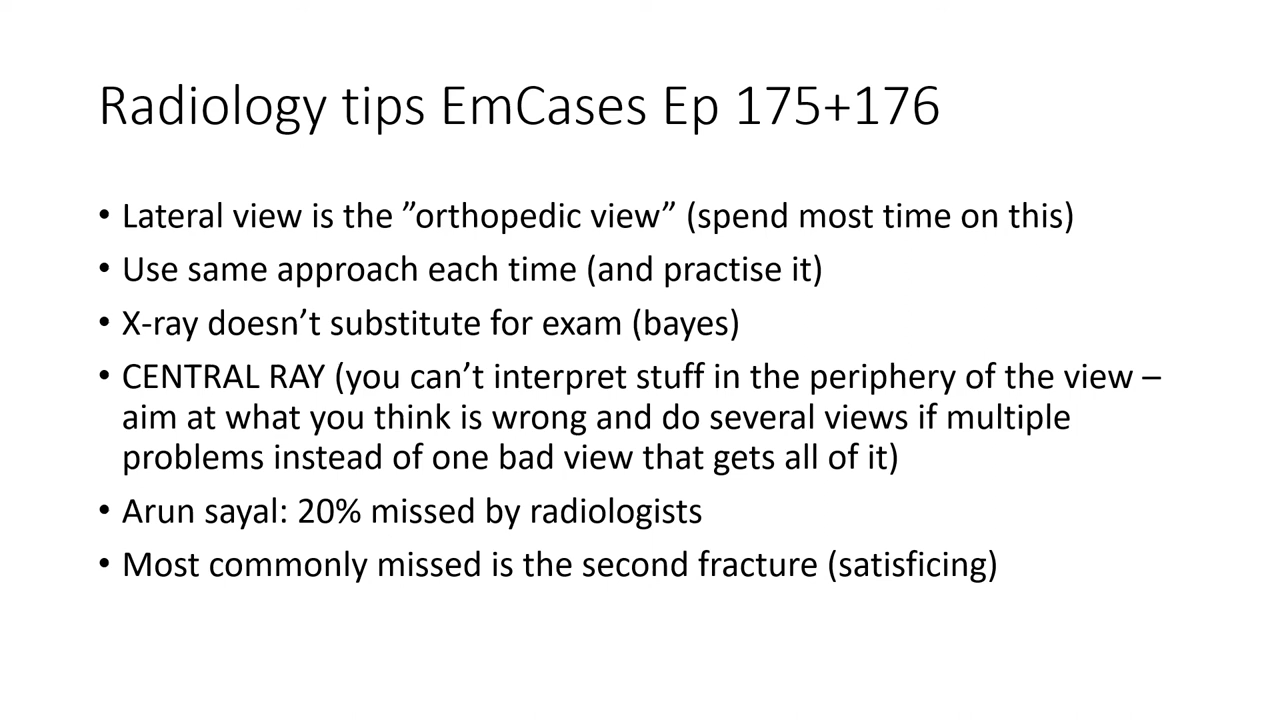 Radiology tips EmCases Ep 175+176
• Lateral view is the ”orthopedic view” (spend most time on this)
• Use same approach each time (and practise it)
• X-ray doesn’t substitute for exam (bayes)
• CENTRAL RAY (you can’t interpret stuff in the periphery of the view –
aim at what you think is wrong and do several views if multiple
problems instead of one bad view that gets all of it)
• Arun sayal: 20% missed by radiologists
• Most commonly missed is the second fracture (satisficing)